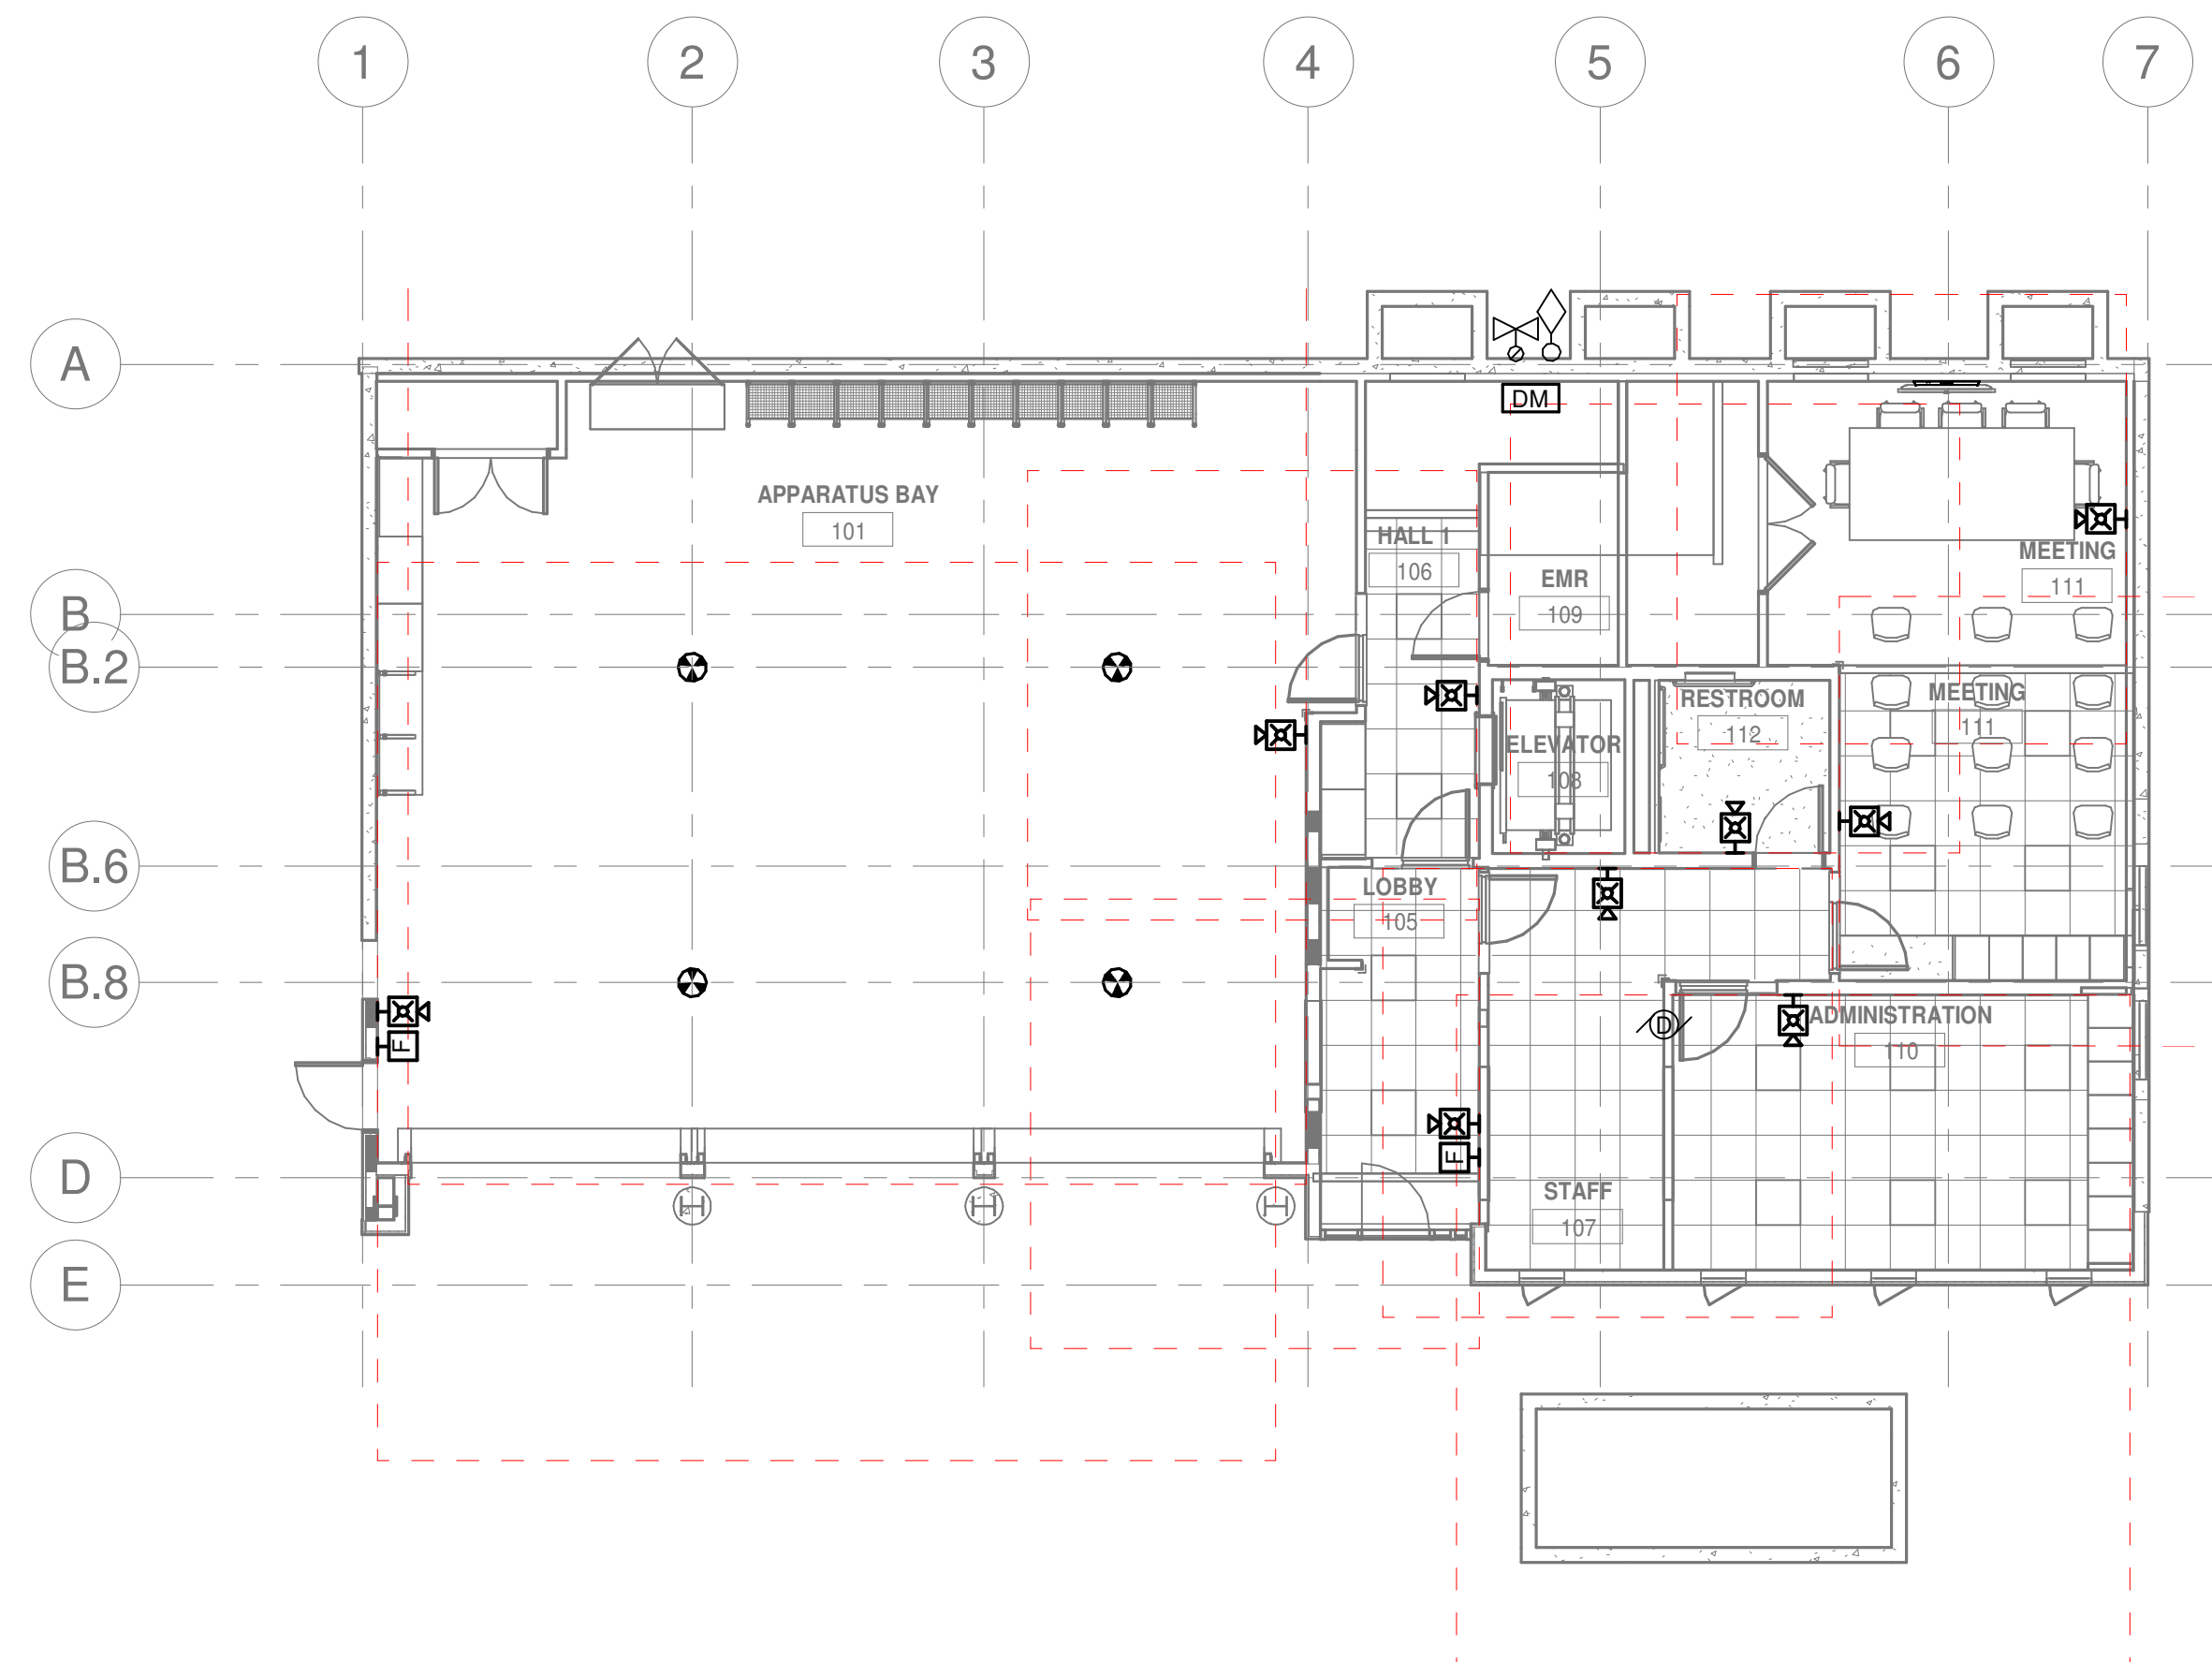 1 2 3 4 5 6 7
A
DM
APPARATUS BAY
101
HALL 1
106
MEETING
111
EMR
109
B
B.2
MEETING
111
RESTROOM
112
ELEVATOR
108
B.6
LOBBY
105
B.8
ADMINISTRATION
110
D
F
F
D
STAFF
107
H H H
E